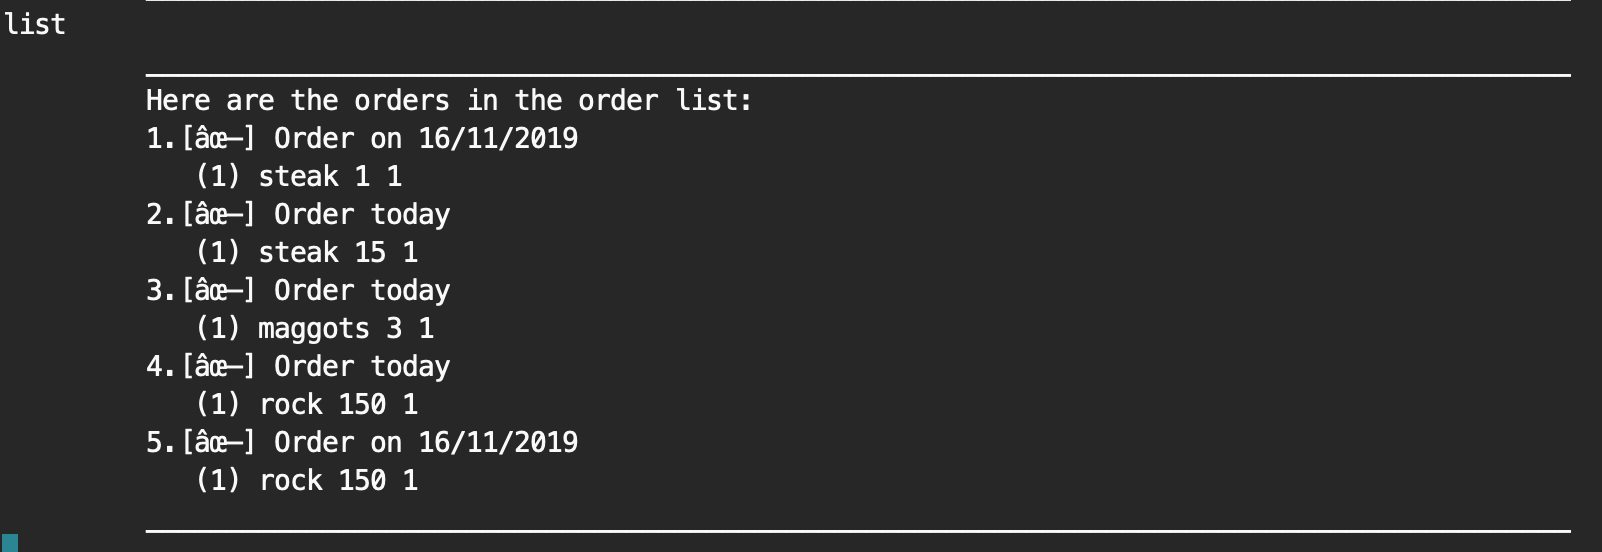 list
Here are the orders in the order list:
1.[âœ—] Order on 16/11/2019
(1) steak 1 1
2.[âœ—] Order today
(1) steak 15 1
3.[âœ—] Order today
(1) maggots 3 1
4.[âœ—] Order today
(1) rock 150 1
5.[âœ—] Order on 16/11/2019
(1) rock 150 1